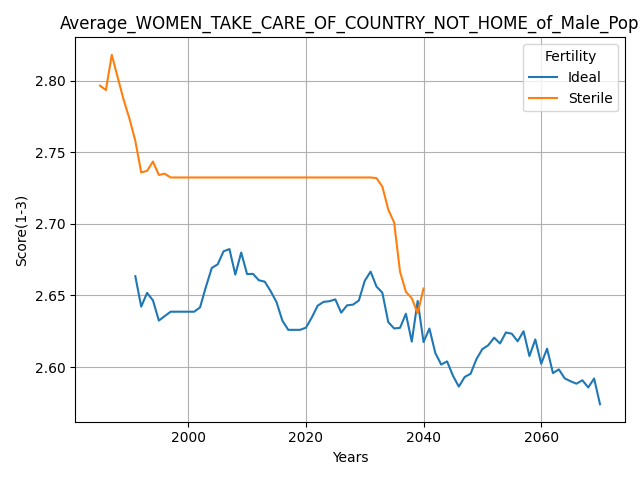 Average_WOMEN_TAKE_CARE_OF_COUNTRY_NOT_HOME_of_Male_Pop
Fertility
Ideal
Sterile
Score(1-3)
2.80
2.75
2.70
2.65
2.60
2000
2020
2040
2060
Years